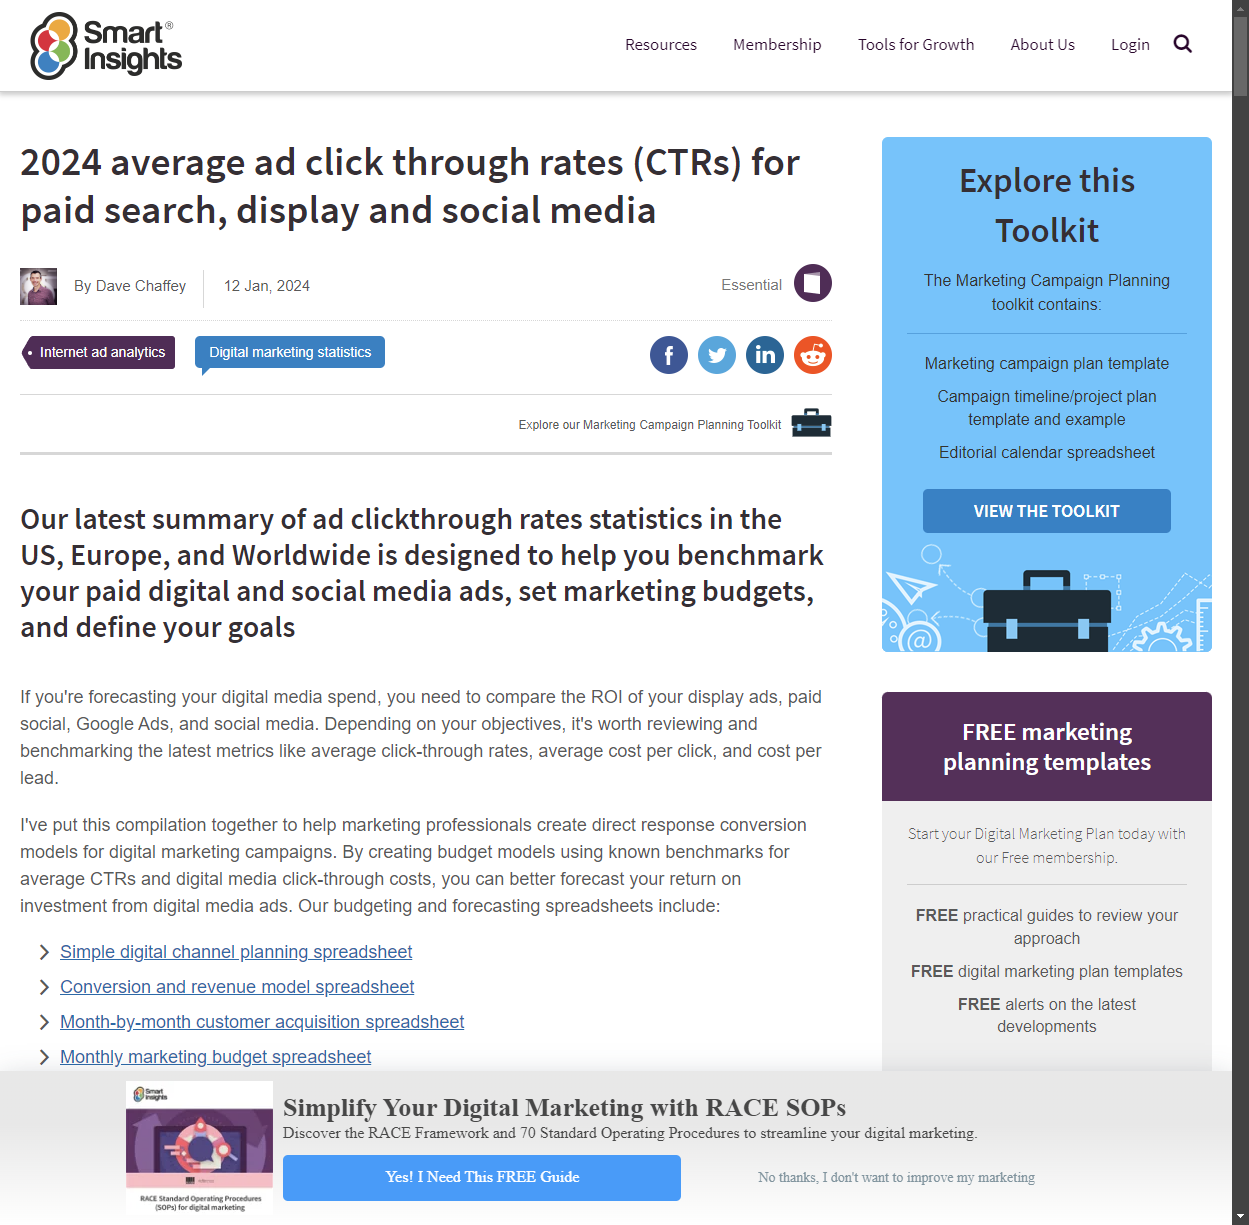 Smart®
Insights
Resources
Membership
Tools for Growth
About Us
Login
2024 average ad click through rates (CTRs) for
paid search, display and social media
By Dave Chaffey
12 Jan, 2024
Essential
Internet ad analytics
Digital marketing statistics
Explore our Marketing Campaign Planning Toolkit
Our latest summary of ad clickthrough rates statistics in the
US, Europe, and Worldwide is designed to help you benchmark
your paid digital and social media ads, set marketing budgets,
and define your goals
If you're forecasting your digital media spend, you need to compare the ROI of your display ads, paid
social, Google Ads, and social media. Depending on your objectives, it's worth reviewing and
benchmarking the latest metrics like average click-through rates, average cost per click, and cost per
lead.
I've put this compilation together to help marketing professionals create direct response conversion
models for digital marketing campaigns. By creating budget models using known benchmarks for
average CTRs and digital media click-through costs, you can better forecast your return on
investment from digital media ads. Our budgeting and forecasting spreadsheets include:
Simple digital channel planning spreadsheet
Conversion and revenue model spreadsheet
Month-by-month customer acquisition spreadsheet
Monthly marketing budget spreadsheet
Explore this
Toolkit
The Marketing Campaign Planning
toolkit contains:
Marketing campaign plan template
Campaign timeline/project plan
template and example
Editorial calendar spreadsheet
VIEW THE TOOLKIT
FREE marketing
planning templates
Start your Digital Marketing Plan today with
our Free membership.
FREE practical guides to review your
approach
FREE digital marketing plan templates
FREE alerts on the latest
developments
Smart
Insights
RACE Standard Operating Procedures
(SOPs) for digital marketing
Simplify Your Digital Marketing with RACE SOPs
Discover the RACE Framework and 70 Standard Operating Procedures to streamline your digital marketing.
Yes! I Need This FREE Guide
No thanks, I don't want to improve my marketing